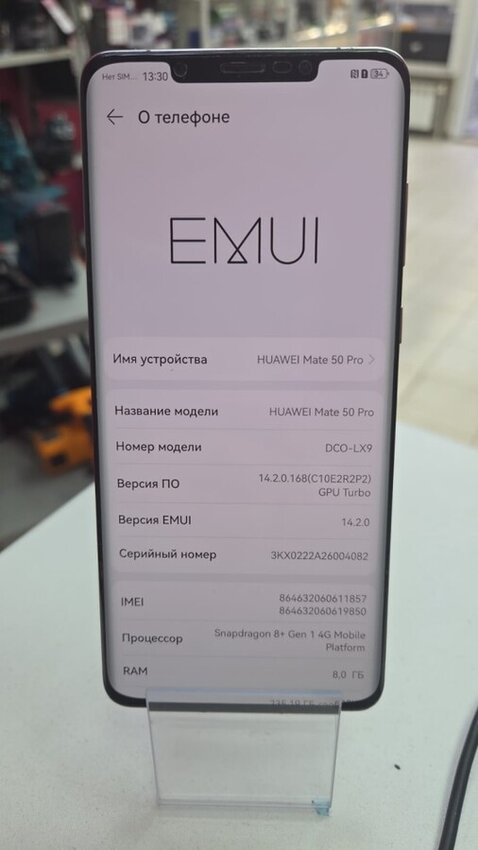 Нет SIM... 13:30 34
О телефоне
EMUI
Имя устройства HUAWEI Mate 50 Pro
Название модели HUAWEI Mate 50 Pro
Номер модели DCO-LX9
Версия ПО 14.2.0.168(C10E2R2P2)
GPU Turbo
Версия EMUI 14.2.0
Серийный номер 3KX0222A26004082
IMEI 864632060611857
864632060619850
Процессор Snapdragon 8+ Gen 1 4G Mobile
Platform
RAM 8,0 ГБ